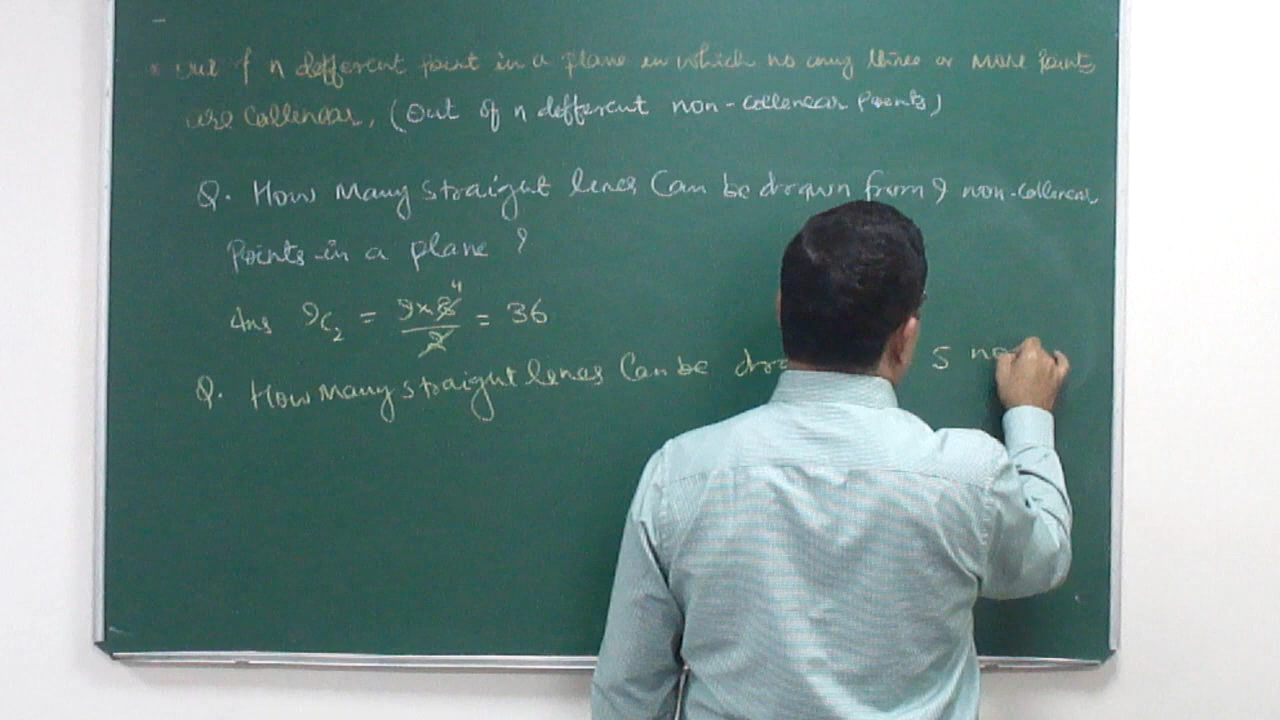 out of n different point in a plane in which no any three or more points
are Collinear, (Out of n different non-collinear Points)
Q. How Many Straight lines Can be drawn from 9 non-collinear
Points in a plane ?
Ans 9C2 = 9×8 4 / 2 = 36
Q. How Many straight lines Can be 5